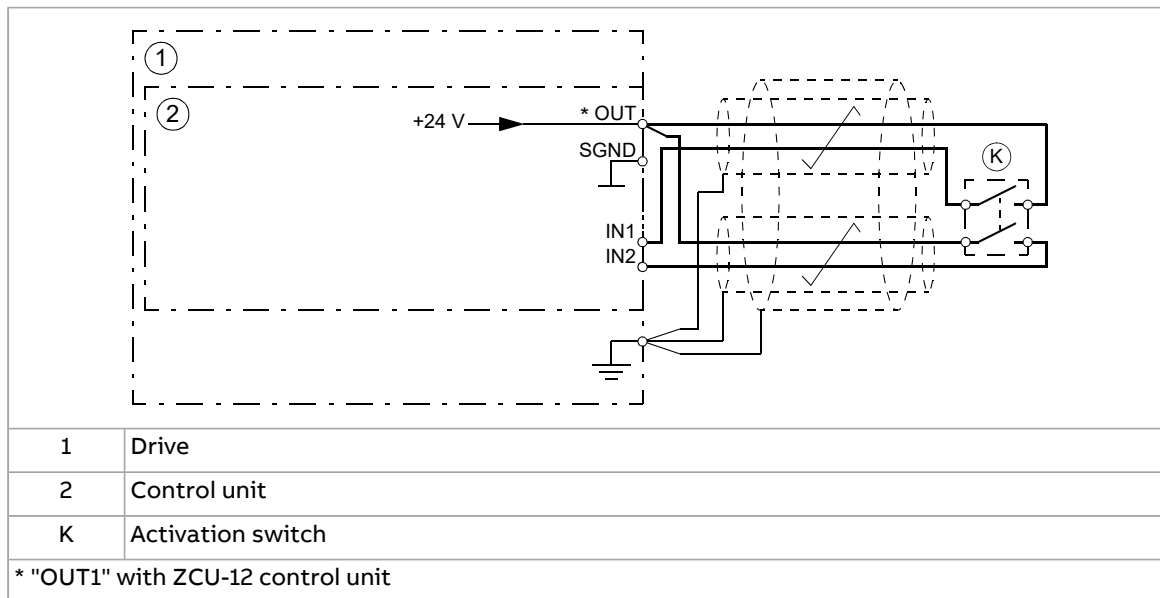 1
2
+24 V
* OUT
SGND
K
IN1
IN2
1 Drive
2 Control unit
K Activation switch
* "OUT1" with ZCU-12 control unit